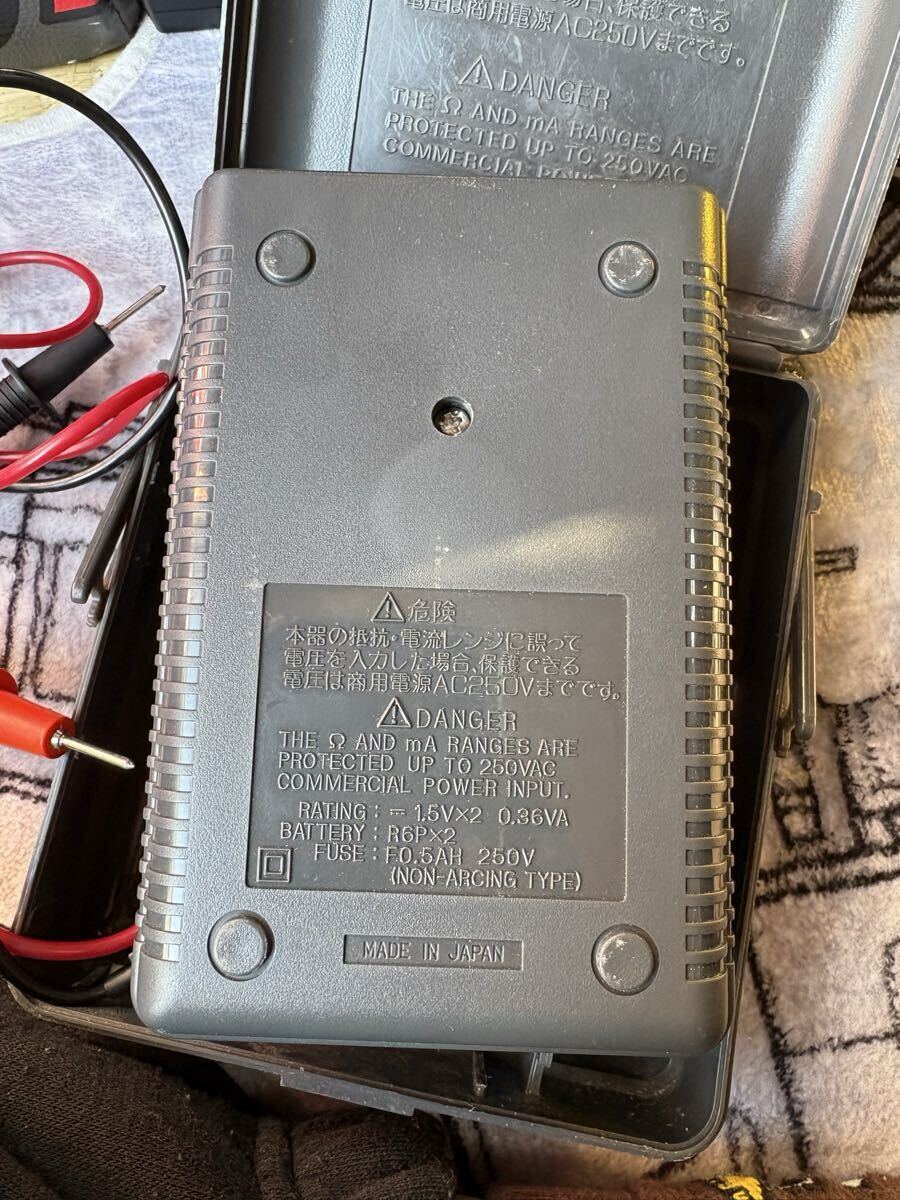 電圧は商用電源AC250Vまでです。
⚠ DANGER
THE Ω AND mA RANGES ARE
PROTECTED UP TO 250VAC
COMMERCIAL
⚠危険
本器の抵抗・電流レンジに誤って
電圧を入力した場合、保護できる
電圧は商用電源AC250Vまでです。
⚠ DANGER
THE Ω AND mA RANGES ARE
PROTECTED UP TO 250VAC
COMMERCIAL POWER INPUT.
RATING : ⎓ 1.5V×2 0.36VA
BATTERY : R6P×2
FUSE : F0.5AH 250V
(NON-ARCING TYPE)
MADE IN JAPAN